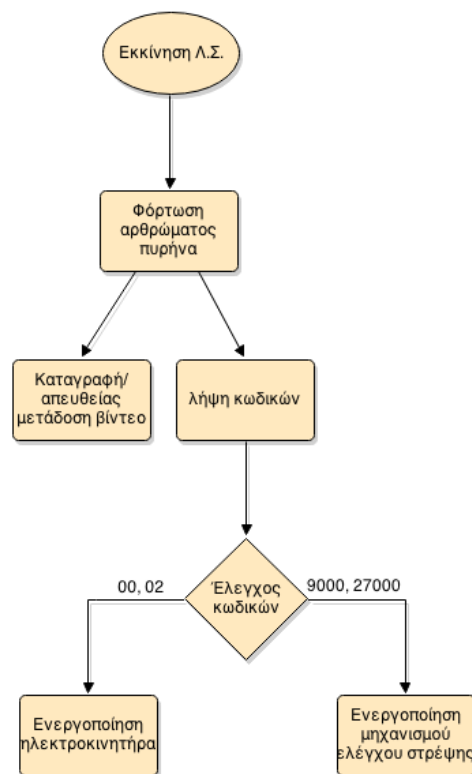 Εκκίνηση Λ.Σ.
Φόρτωση
αρθρώματος
πυρήνα
Καταγραφή/
απευθείας
μετάδοση βίντεο
λήψη κωδικών
Έλεγχος
κωδικών
00, 02
9000, 27000
Ενεργοποίηση
ηλεκτροκινητήρα
Ενεργοποίηση
μηχανισμού
ελέγχου στρέψης